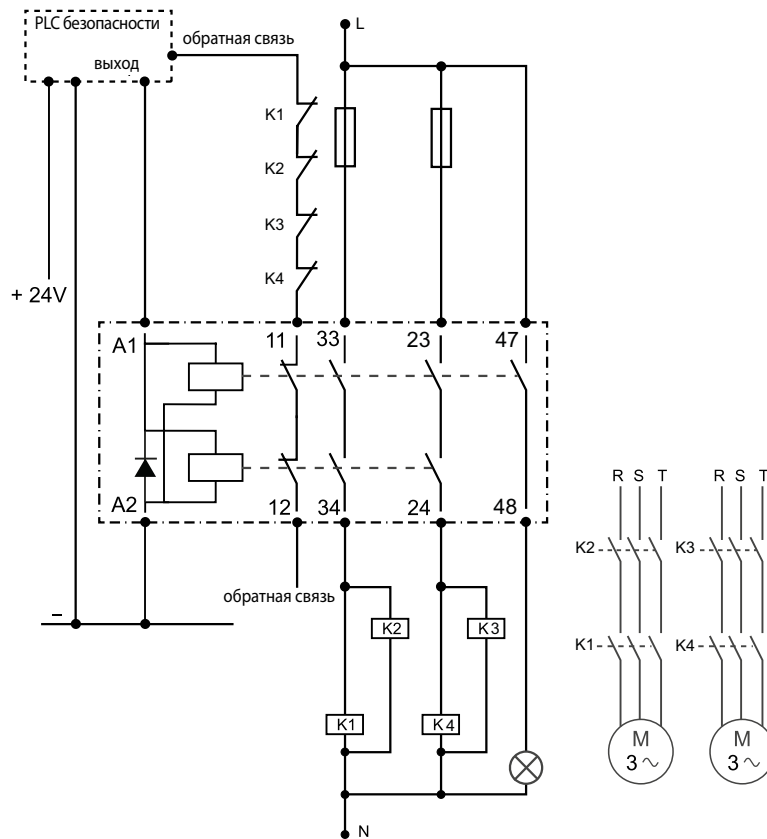 PLC безопасности
выход
обратная связь
L
K1
K2
K3
K4
+ 24V
A1
11
33
23
47
A2
12
34
24
48
обратная связь
–
K2
K3
K1
K4
N
R S T
R S T
K2
K3
K1
K4
M
3 ~
M
3 ~